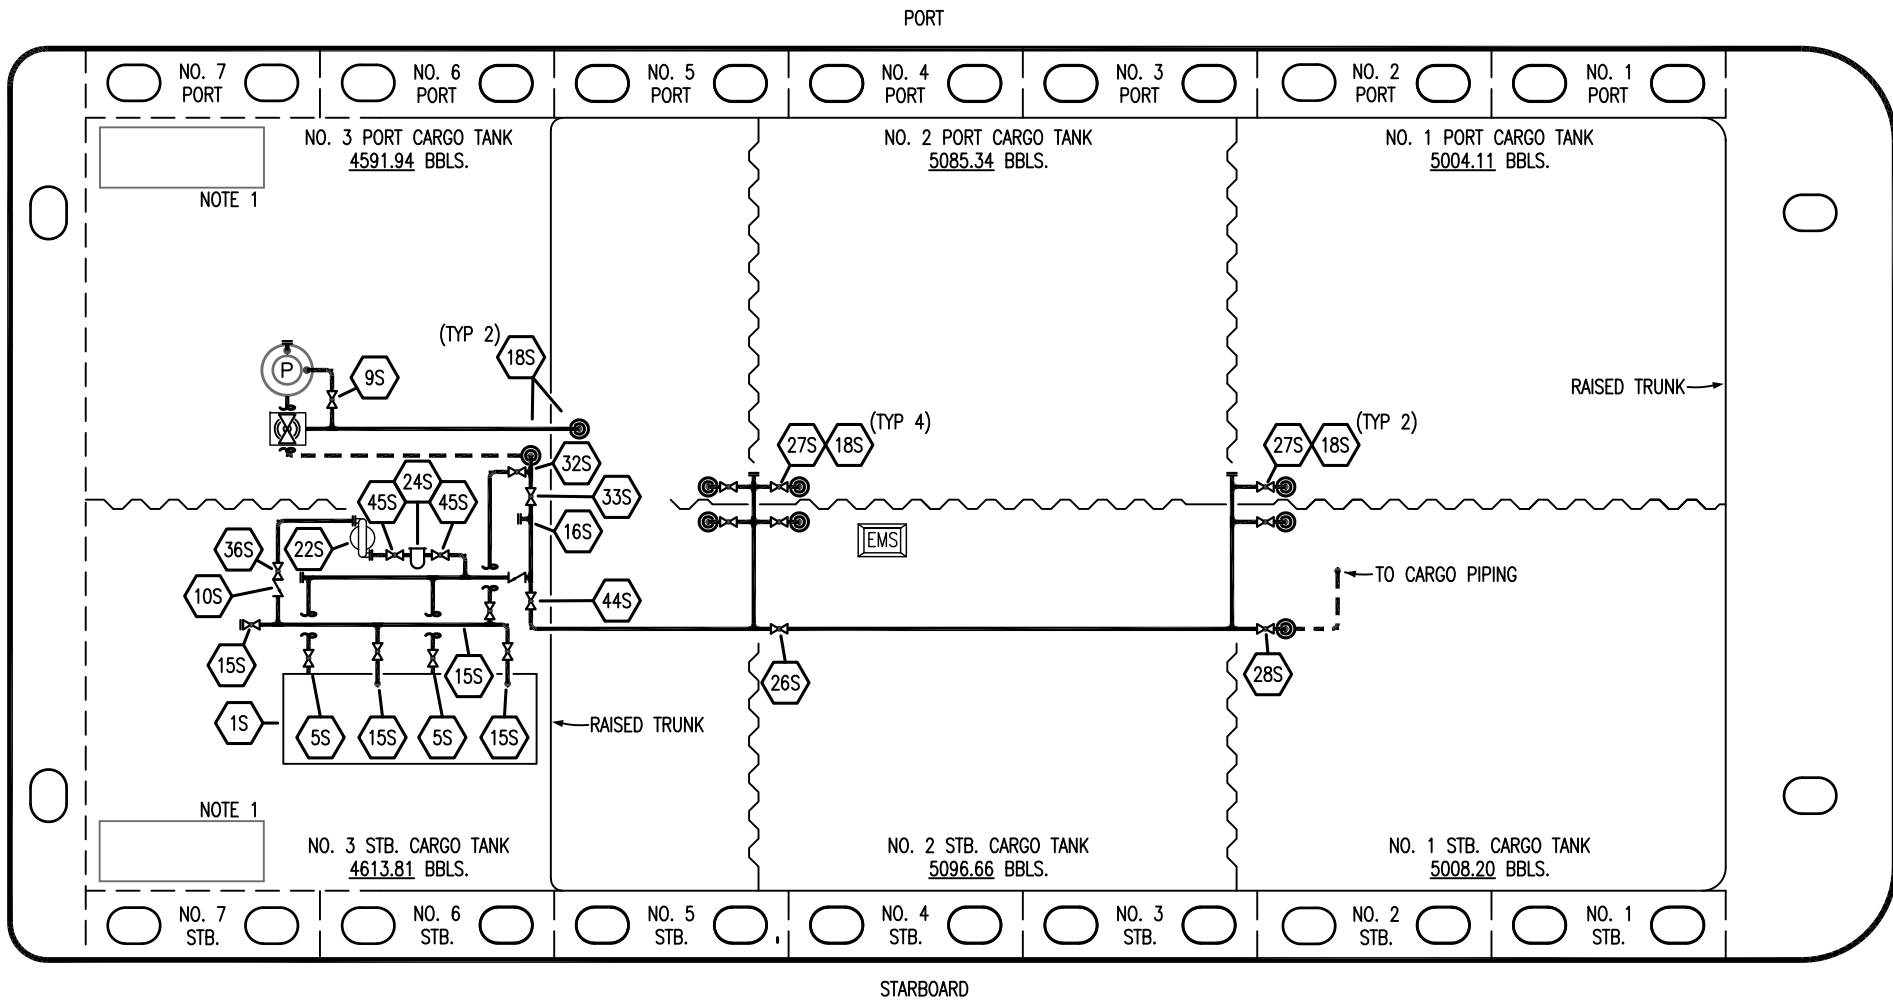 PORT
NO. 7
PORT
NO. 6
PORT
NO. 5
PORT
NO. 4
PORT
NO. 3
PORT
NO. 2
PORT
NO. 1
PORT
NO. 3 PORT CARGO TANK
4591.94 BBLS.
NO. 2 PORT CARGO TANK
5085.34 BBLS.
NO. 1 PORT CARGO TANK
5004.11 BBLS.
NOTE 1
(TYP 2)
18S
P
9S
RAISED TRUNK
(TYP 4)
27S
18S
(TYP 2)
27S
18S
32S
24S
45S
45S
33S
16S
36S
22S
EMS
10S
44S
TO CARGO PIPING
15S
15S
26S
28S
1S
5S
15S
5S
15S
RAISED TRUNK
NOTE 1
NO. 3 STB. CARGO TANK
4613.81 BBLS.
NO. 2 STB. CARGO TANK
5096.66 BBLS.
NO. 1 STB. CARGO TANK
5008.20 BBLS.
NO. 7
STB.
NO. 6
STB.
NO. 5
STB.
NO. 4
STB.
NO. 3
STB.
NO. 2
STB.
NO. 1
STB.
STARBOARD